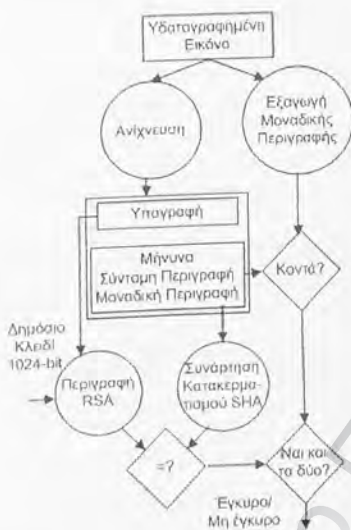 Υδατογραφημένη
Εικόνα
Ανίχνευση
Εξαγωγή
Μοναδικής
Περιγραφής
Υπογραφή
Μήνυνα
Σύντομη Περιγραφή
Μοναδική Περιγραφή
Κοντά?
Δημόσιο
Κλειδί
1024-bit
Περιγραφή
RSA
Συνάρτηση
Κατακερμα-
τισμού SHA
=?
Ναι και
τα δύο?
Έγκυρο/
Μη έγκυρο